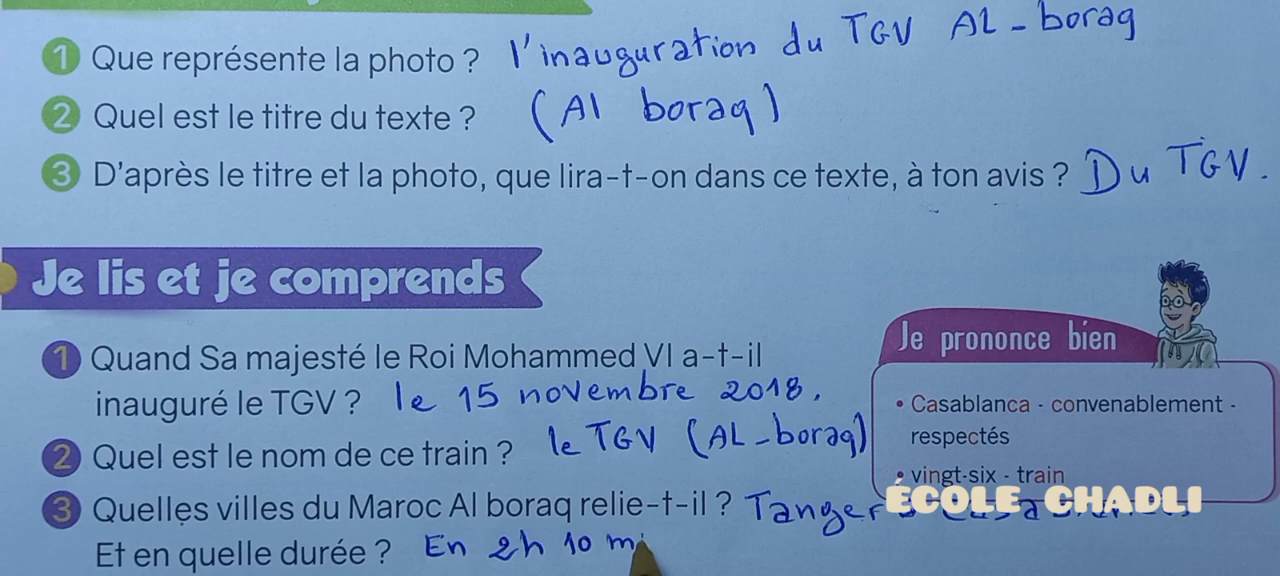 1 Que représente la photo ? l'inauguration du TGV AL-boraq
2 Quel est le titre du texte ? (Al boraq)
3 D'après le titre et la photo, que lira-t-on dans ce texte, à ton avis ? Du TGV.
Je lis et je comprends
1 Quand Sa majesté le Roi Mohammed VI a-t-il
inauguré le TGV ? le 15 novembre 2018.
2 Quel est le nom de ce train ? le TGV (AL-boraq)
3 Quelles villes du Maroc Al boraq relie-t-il ? Tanger
Et en quelle durée ? En 2h 10 m
Je prononce bien
• Casablanca - convenablement -
respectés
• vingt-six - train
ÉCOLE CHADLI